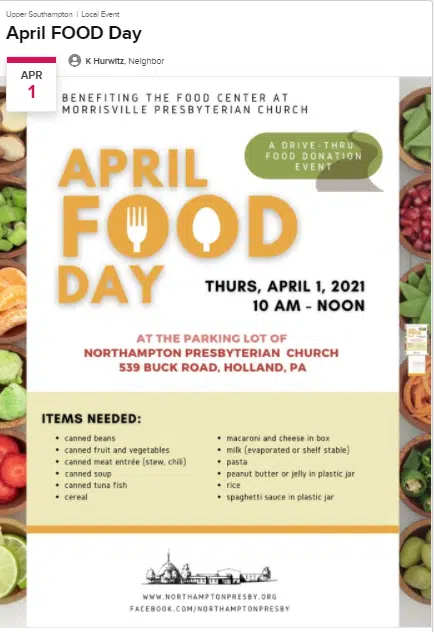 Upper Southampton | Local Event
April FOOD Day
K Hurwitz, Neighbor
APR
1
BENEFITING THE FOOD CENTER AT
MORRISVILLE PRESBYTERIAN CHURCH
A DRIVE-THRU
FOOD DONATION
EVENT
APRIL
FOOD
DAY
THURS, APRIL 1, 2021
10 AM - NOON
AT THE PARKING LOT OF
NORTHAMPTON PRESBYTERIAN CHURCH
539 BUCK ROAD, HOLLAND, PA
ITEMS NEEDED:
• canned beans
• canned fruit and vegetables
• canned meat entrée (stew, chili)
• canned soup
• canned tuna fish
• cereal
• macaroni and cheese in box
• milk (evaporated or shelf stable)
• pasta
• peanut butter or jelly in plastic jar
• rice
• spaghetti sauce in plastic jar
WWW.NORTHAMPTONPRESBY.ORG
FACEBOOK.COM/NORTHAMPTONPRESBY